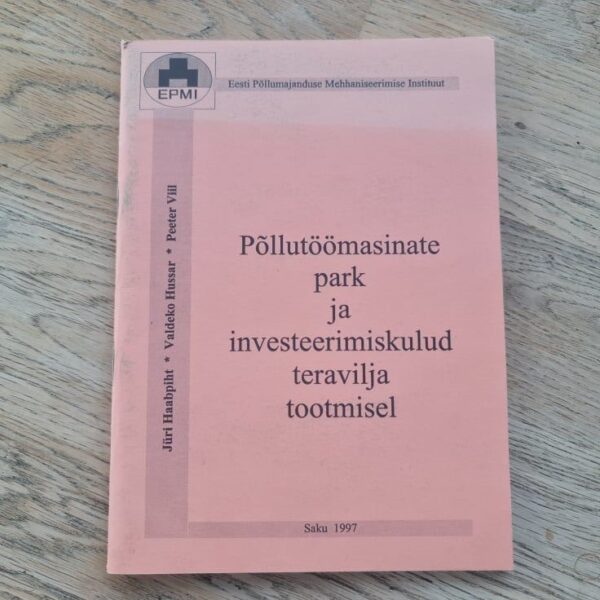 EPMI
Eesti Põllumajanduse Mehhaniseerimise Instituut
Jüri Haabpiht * Valdeko Hussar * Peeter Viil
Põllutöömasinate
park
ja
investeerimiskulud
teravilja
tootmisel
Saku 1997